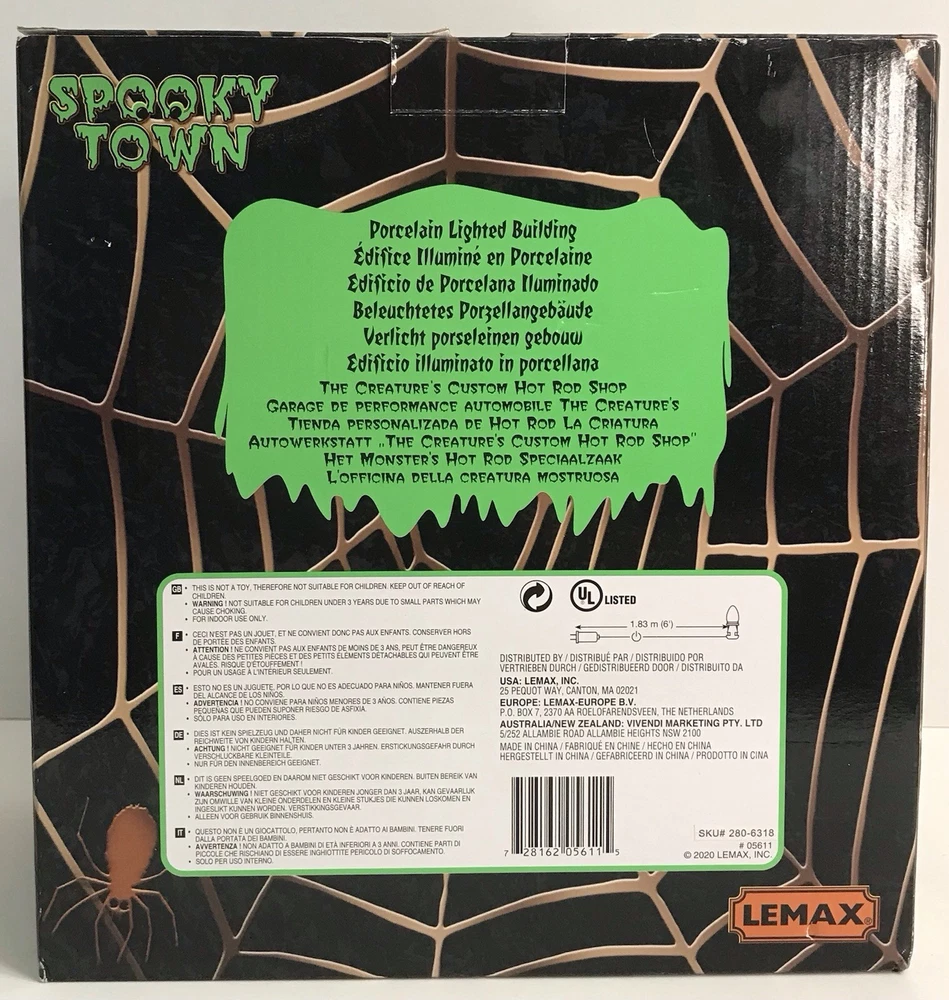 SPOOKY
TOWN
Porcelain Lighted Building
Édifice Illuminé en Porcelaine
Edificio de Porcelana Iluminado
Beleuchtetes Porzellangebäude
Verlicht porseleinen gebouw
Edificio illuminato in porcellana
THE CREATURE'S CUSTOM HOT ROD SHOP
GARAGE DE PERFORMANCE AUTOMOBILE THE CREATURE'S
TIENDA PERSONALIZADA DE HOT ROD LA CRIATURA
AUTOWERKSTATT „THE CREATURE'S CUSTOM HOT ROD SHOP"
HET MONSTER'S HOT ROD SPECIAALZAAK
L'OFFICINA DELLA CREATURA MOSTRUOSA
GB • THIS IS NOT A TOY, THEREFORE NOT SUITABLE FOR CHILDREN. KEEP OUT OF REACH OF
CHILDREN.
• WARNING ! NOT SUITABLE FOR CHILDREN UNDER 3 YEARS DUE TO SMALL PARTS WHICH MAY
CAUSE CHOKING.
• FOR INDOOR USE ONLY.
F • CECI N'EST PAS UN JOUET, ET NE CONVIENT DONC PAS AUX ENFANTS. CONSERVER HORS
DE PORTÉE DES ENFANTS.
• ATTENTION ! NE CONVIENT PAS AUX ENFANTS DE MOINS DE 3 ANS, PEUT ÊTRE DANGEREUX
À CAUSE DES PETITES PIÈCES ET DES PETITS ÉLÉMENTS DÉTACHABLES QUI PEUVENT ÊTRE
AVALÉS. RISQUE D'ÉTOUFFEMENT !
• POUR UN USAGE A L'INTÉRIEUR SEULEMENT.
ES • ESTO NO ES UN JUGUETE, POR LO QUE NO ES ADECUADO PARA NIÑOS. MANTENER FUERA
DEL ALCANCE DE LOS NIÑOS.
• ADVERTENCIA ! NO CONVIENE PARA NIÑOS MENORES DE 3 AÑOS. CONTIENE PIEZAS
PEQUEÑAS QUE PUEDEN SUPONER RIESGO DE ASFIXIA.
• SÓLO PARA USO EN INTERIORES.
DE • DIES IST KEIN SPIELZEUG UND DAHER NICHT FÜR KINDER GEEIGNET. AUSZERHALB DER
REICHWEITE VON KINDERN HALTEN.
• ACHTUNG ! NICHT GEEIGNET FÜR KINDER UNTER 3 JAHREN. ERSTICKUNGSGEFAHR DURCH
VERSCHLUCKBARE KLEINTEILE.
• NUR FÜR DEN INNENBEREICH GEEIGNET.
NL • DIT IS GEEN SPEELGOED EN DAAROM NIET GESCHIKT VOOR KINDEREN. BUITEN BEREIK VAN
KINDEREN HOUDEN.
• WAARSCHUWING ! NIET GESCHIKT VOOR KINDEREN JONGER DAN 3 JAAR, KAN GEVAARLIJK
ZIJN OMWILLE VAN KLEINE ONDERDELEN EN KLEINE STUKJES DIE KUNNEN LOSKOMEN EN
INGESLIKT KUNNEN WORDEN. VERSTIKKINGSGEVAAR.
• ALLEEN VOOR GEBRUIK BINNENSHUIS.
IT • QUESTO NON È UN GIOCATTOLO, PERTANTO NON È ADATTO AI BAMBINI. TENERE FUORI
DALLA PORTATA DEI BAMBINI.
• AVVERTENZA ! NON ADATTO A BAMBINI DI ETÀ INFERIORI A 3 ANNI, CONTIENE PARTI DI
PICCOLE CHE RISCHIANO DI ESSERE INGHIOTTITE PERICOLO DI SOFFOCAMENTO.
• SOLO PER USO INTERNO.
UL LISTED
1.83 m (6')
DISTRIBUTED BY / DISTRIBUÉ PAR / DISTRIBUIDO POR
VERTRIEBEN DURCH / GEDISTRIBUEERD DOOR / DISTRIBUITO DA
USA: LEMAX, INC.
25 PEQUOT WAY, CANTON, MA 02021
EUROPE: LEMAX-EUROPE B.V.
P.O. BOX 7, 2370 AA ROELOFARENDSVEEN, THE NETHERLANDS
AUSTRALIA/NEW ZEALAND: VIVENDI MARKETING PTY. LTD
5/252 ALLAMBIE ROAD ALLAMBIE HEIGHTS NSW 2100
MADE IN CHINA / FABRIQUÉ EN CHINE / HECHO EN CHINA
HERGESTELLT IN CHINA / GEFABRICEERD IN CHINA / PRODOTTO IN CINA
7 28162 05611 5
SKU# 280-6318
# 05611
© 2020 LEMAX, INC.
LEMAX®